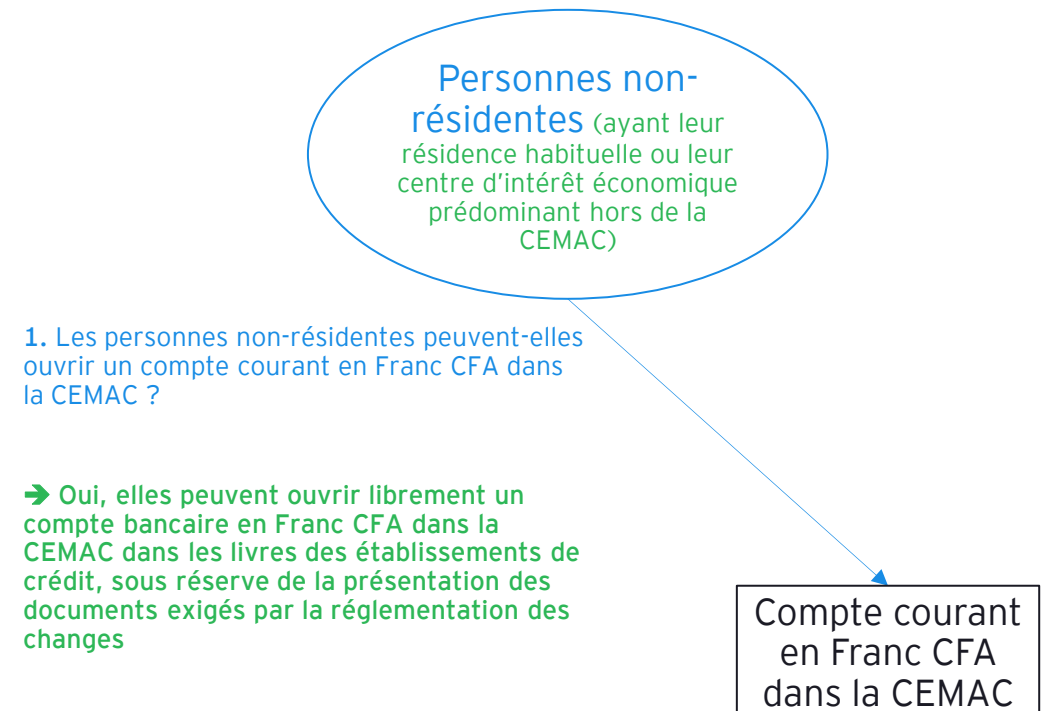 Personnes non-
résidentes (ayant leur
résidence habituelle ou leur
centre d'intérêt économique
prédominant hors de la
CEMAC)
1. Les personnes non-résidentes peuvent-elles
ouvrir un compte courant en Franc CFA dans
la CEMAC ?
➔ Oui, elles peuvent ouvrir librement un
compte bancaire en Franc CFA dans la
CEMAC dans les livres des établissements de
crédit, sous réserve de la présentation des
documents exigés par la réglementation des
changes
Compte courant
en Franc CFA
dans la CEMAC